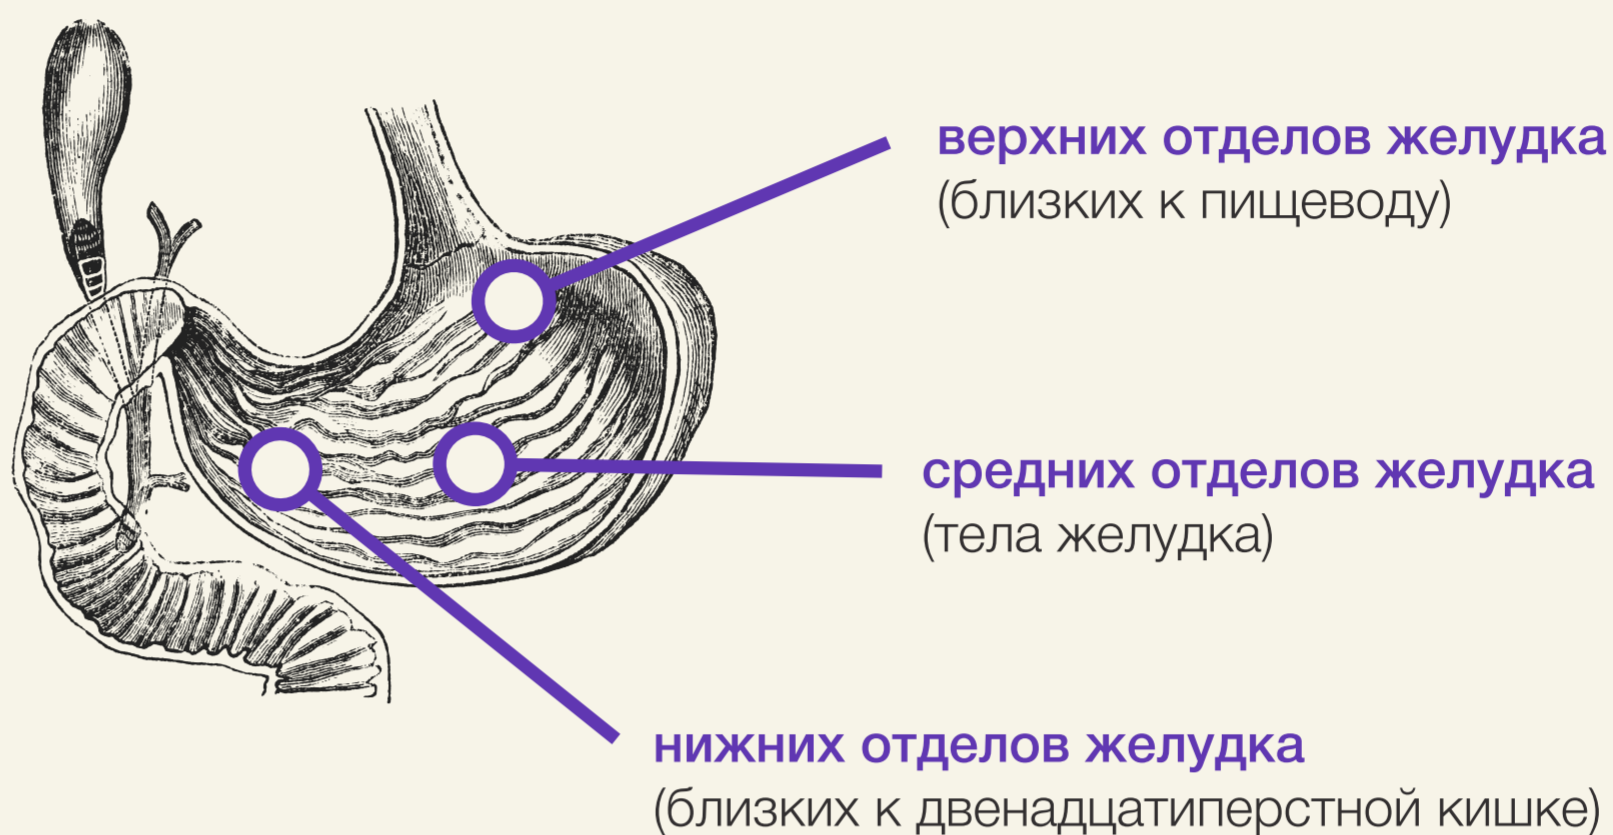 верхних отделов желудка
(близких к пищеводу)
средних отделов желудка
(тела желудка)
нижних отделов желудка
(близких к двенадцатиперстной кишке)